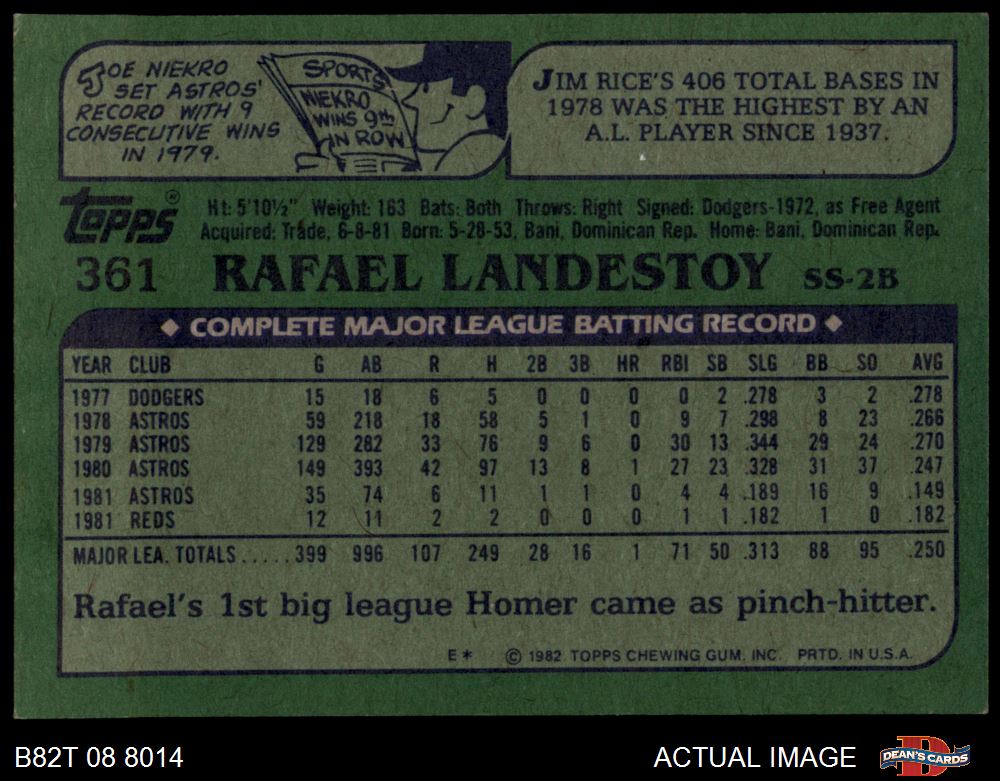 JOE NIEKRO
SET ASTROS'
RECORD WITH 9
CONSECUTIVE WINS
IN 1979.
SPORTS
NIEKRO
WINS 9th
IN ROW
JIM RICE'S 406 TOTAL BASES IN
1978 WAS THE HIGHEST BY AN
A.L. PLAYER SINCE 1937.
Topps®
Ht: 5'10½" Weight: 163 Bats: Both Throws: Right Signed: Dodgers-1972, as Free Agent
Acquired: Trade, 6-8-81 Born: 5-28-53, Bani, Dominican Rep. Home: Bani, Dominican Rep.
361 RAFAEL LANDESTOY SS-2B
◆ COMPLETE MAJOR LEAGUE BATTING RECORD ◆
YEAR CLUB G AB R H 2B 3B HR RBI SB SLG BB SO AVG
1977 DODGERS 15 18 6 5 0 0 0 0 2 .278 3 2 .278
1978 ASTROS 59 218 18 58 5 1 0 9 7 .298 8 23 .266
1979 ASTROS 129 282 33 76 9 6 0 30 13 .344 29 24 .270
1980 ASTROS 149 393 42 97 13 8 1 27 23 .328 31 37 .247
1981 ASTROS 35 74 6 11 1 1 0 4 4 .189 16 9 .149
1981 REDS 12 11 2 2 0 0 0 1 1 .182 1 0 .182
MAJOR LEA. TOTALS.....399 996 107 249 28 16 1 71 50 .313 88 95 .250
Rafael's 1st big league Homer came as pinch-hitter.
E* © 1982 TOPPS CHEWING GUM, INC. PRTD. IN U.S.A.
B82T 08 8014
ACTUAL IMAGE
D
DEAN'S CARDS